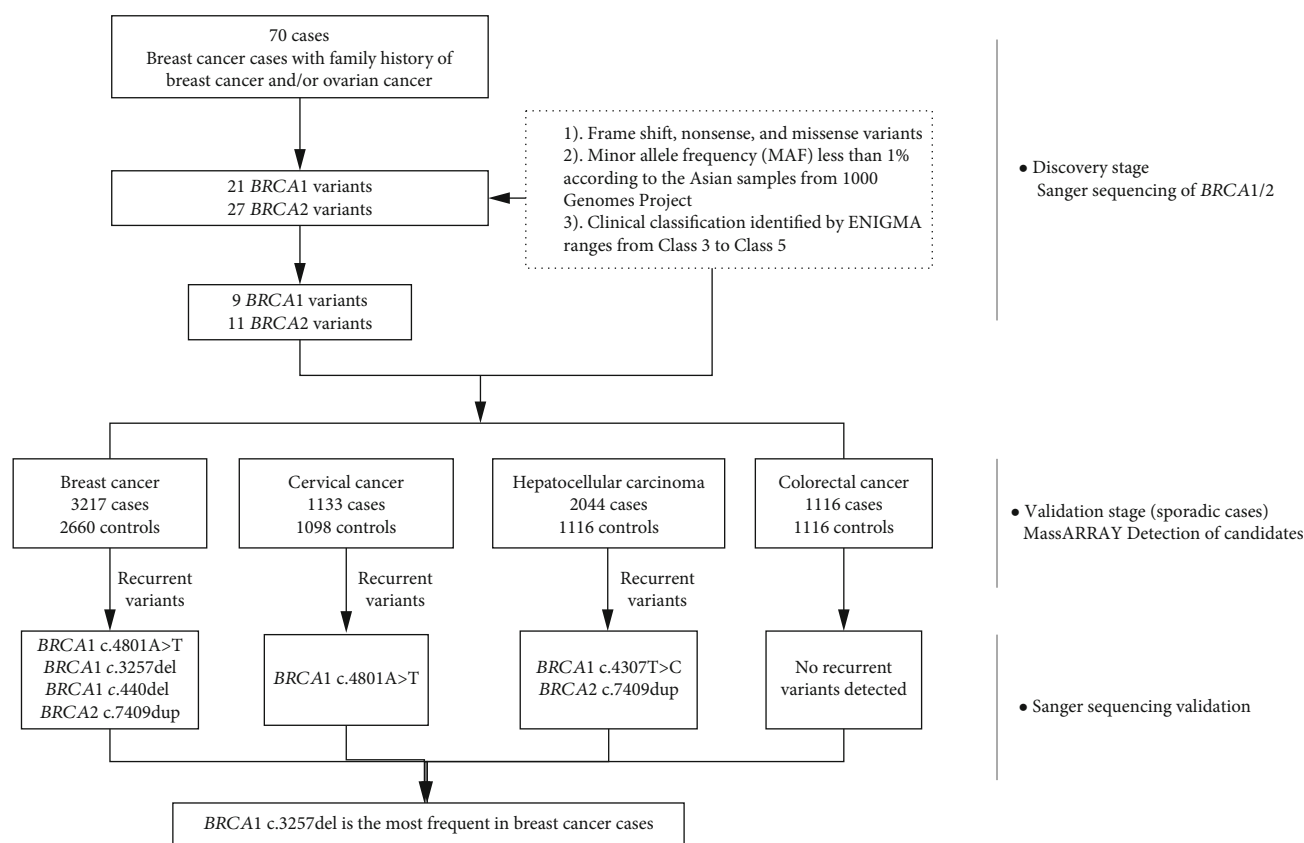 70 cases
Breast cancer cases with family history of
breast cancer and/or ovarian cancer
1). Frame shift, nonsense, and missense variants
2). Minor allele frequency (MAF) less than 1%
according to the Asian samples from 1000
Genomes Project
3). Clinical classification identified by ENIGMA
ranges from Class 3 to Class 5
• Discovery stage
Sanger sequencing of BRCA1/2
21 BRCA1 variants
27 BRCA2 variants
9 BRCA1 variants
11 BRCA2 variants
Breast cancer
3217 cases
2660 controls
Cervical cancer
1133 cases
1098 controls
Hepatocellular carcinoma
2044 cases
1116 controls
Colorectal cancer
1116 cases
1116 controls
• Validation stage (sporadic cases)
MassARRAY Detection of candidates
Recurrent
variants
Recurrent
variants
Recurrent
variants
BRCA1 c.4801A>T
BRCA1 c.3257del
BRCA1 c.440del
BRCA2 c.7409dup
BRCA1 c.4801A>T
BRCA1 c.4307T>C
BRCA2 c.7409dup
No recurrent
variants detected
• Sanger sequencing validation
BRCA1 c.3257del is the most frequent in breast cancer cases